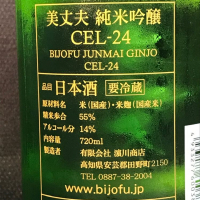 美丈夫 純米吟醸
CEL-24
BIJOFU JUNMAI GINJO
CEL-24
品目 日本酒 要冷蔵
原材料名 米(国産)・米麹(国産米)
精米歩合 55%
アルコール分 14%
内容量 720ml
製造者 有限会社 濵川商店
高知県安芸郡田野町2150
TEL 0887-38-2004
www.bijofu.jp